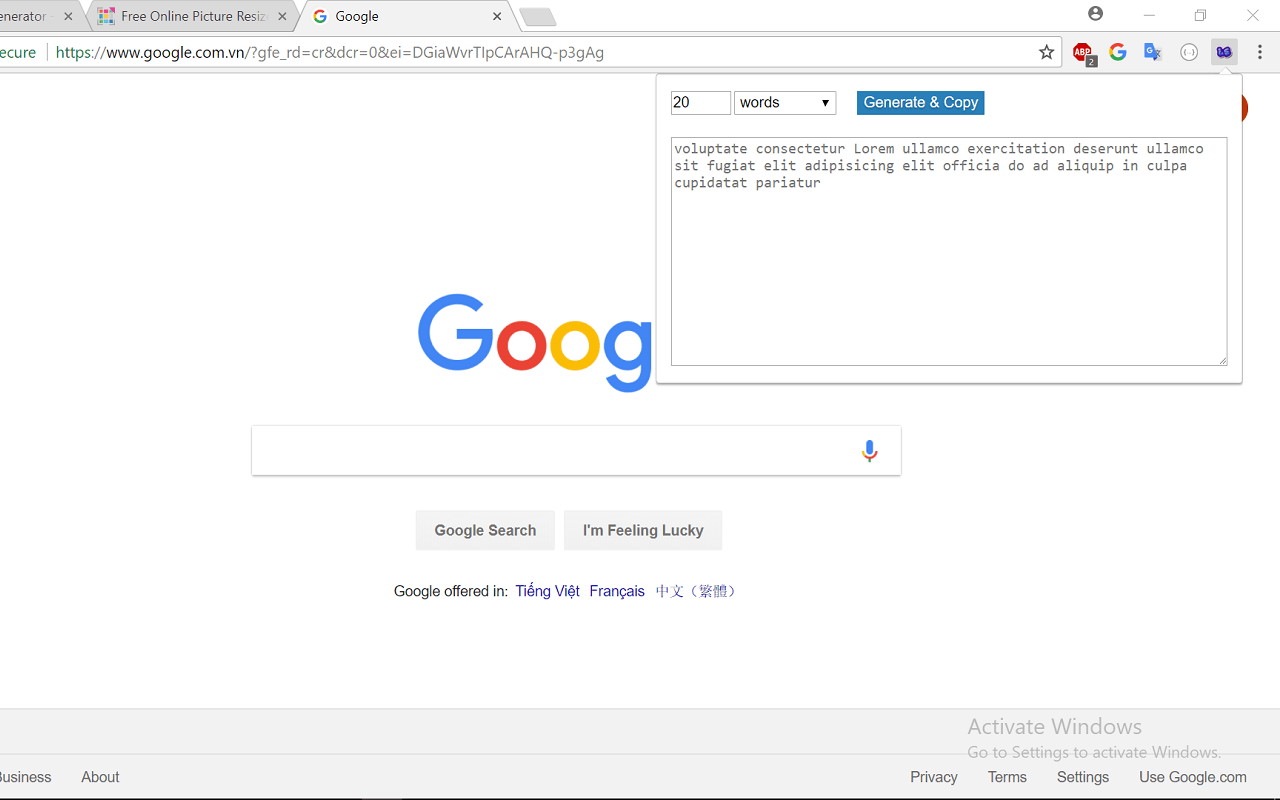 enerator
Free Online Picture Resize
Google
ecure
https://www.google.com.vn/?gfe_rd=cr&dcr=0&ei=DGiaWvrTIpCArAHQ-p3gAg
ABP
2
20
words
Generate & Copy
voluptate consectetur Lorem ullamco exercitation deserunt ullamco
sit fugiat elit adipisicing elit officia do ad aliquip in culpa
cupidatat pariatur
Goog
Google Search
I'm Feeling Lucky
Google offered in: Tiếng Việt Français 中文（繁體）
Activate Windows
Go to Settings to activate Windows.
Business
About
Privacy
Terms
Settings
Use Google.com